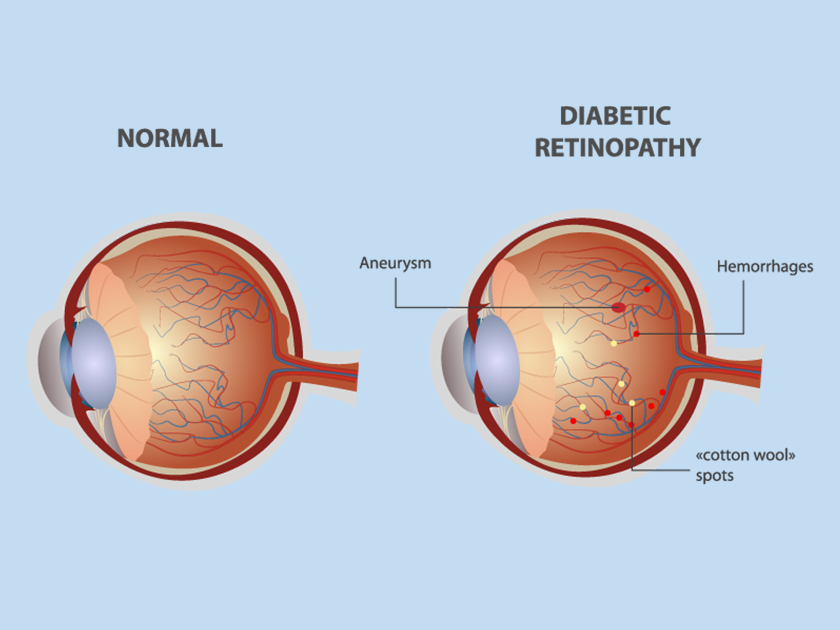 NORMAL
DIABETIC
RETINOPATHY
Aneurysm
Hemorrhages
«cotton wool»
spots